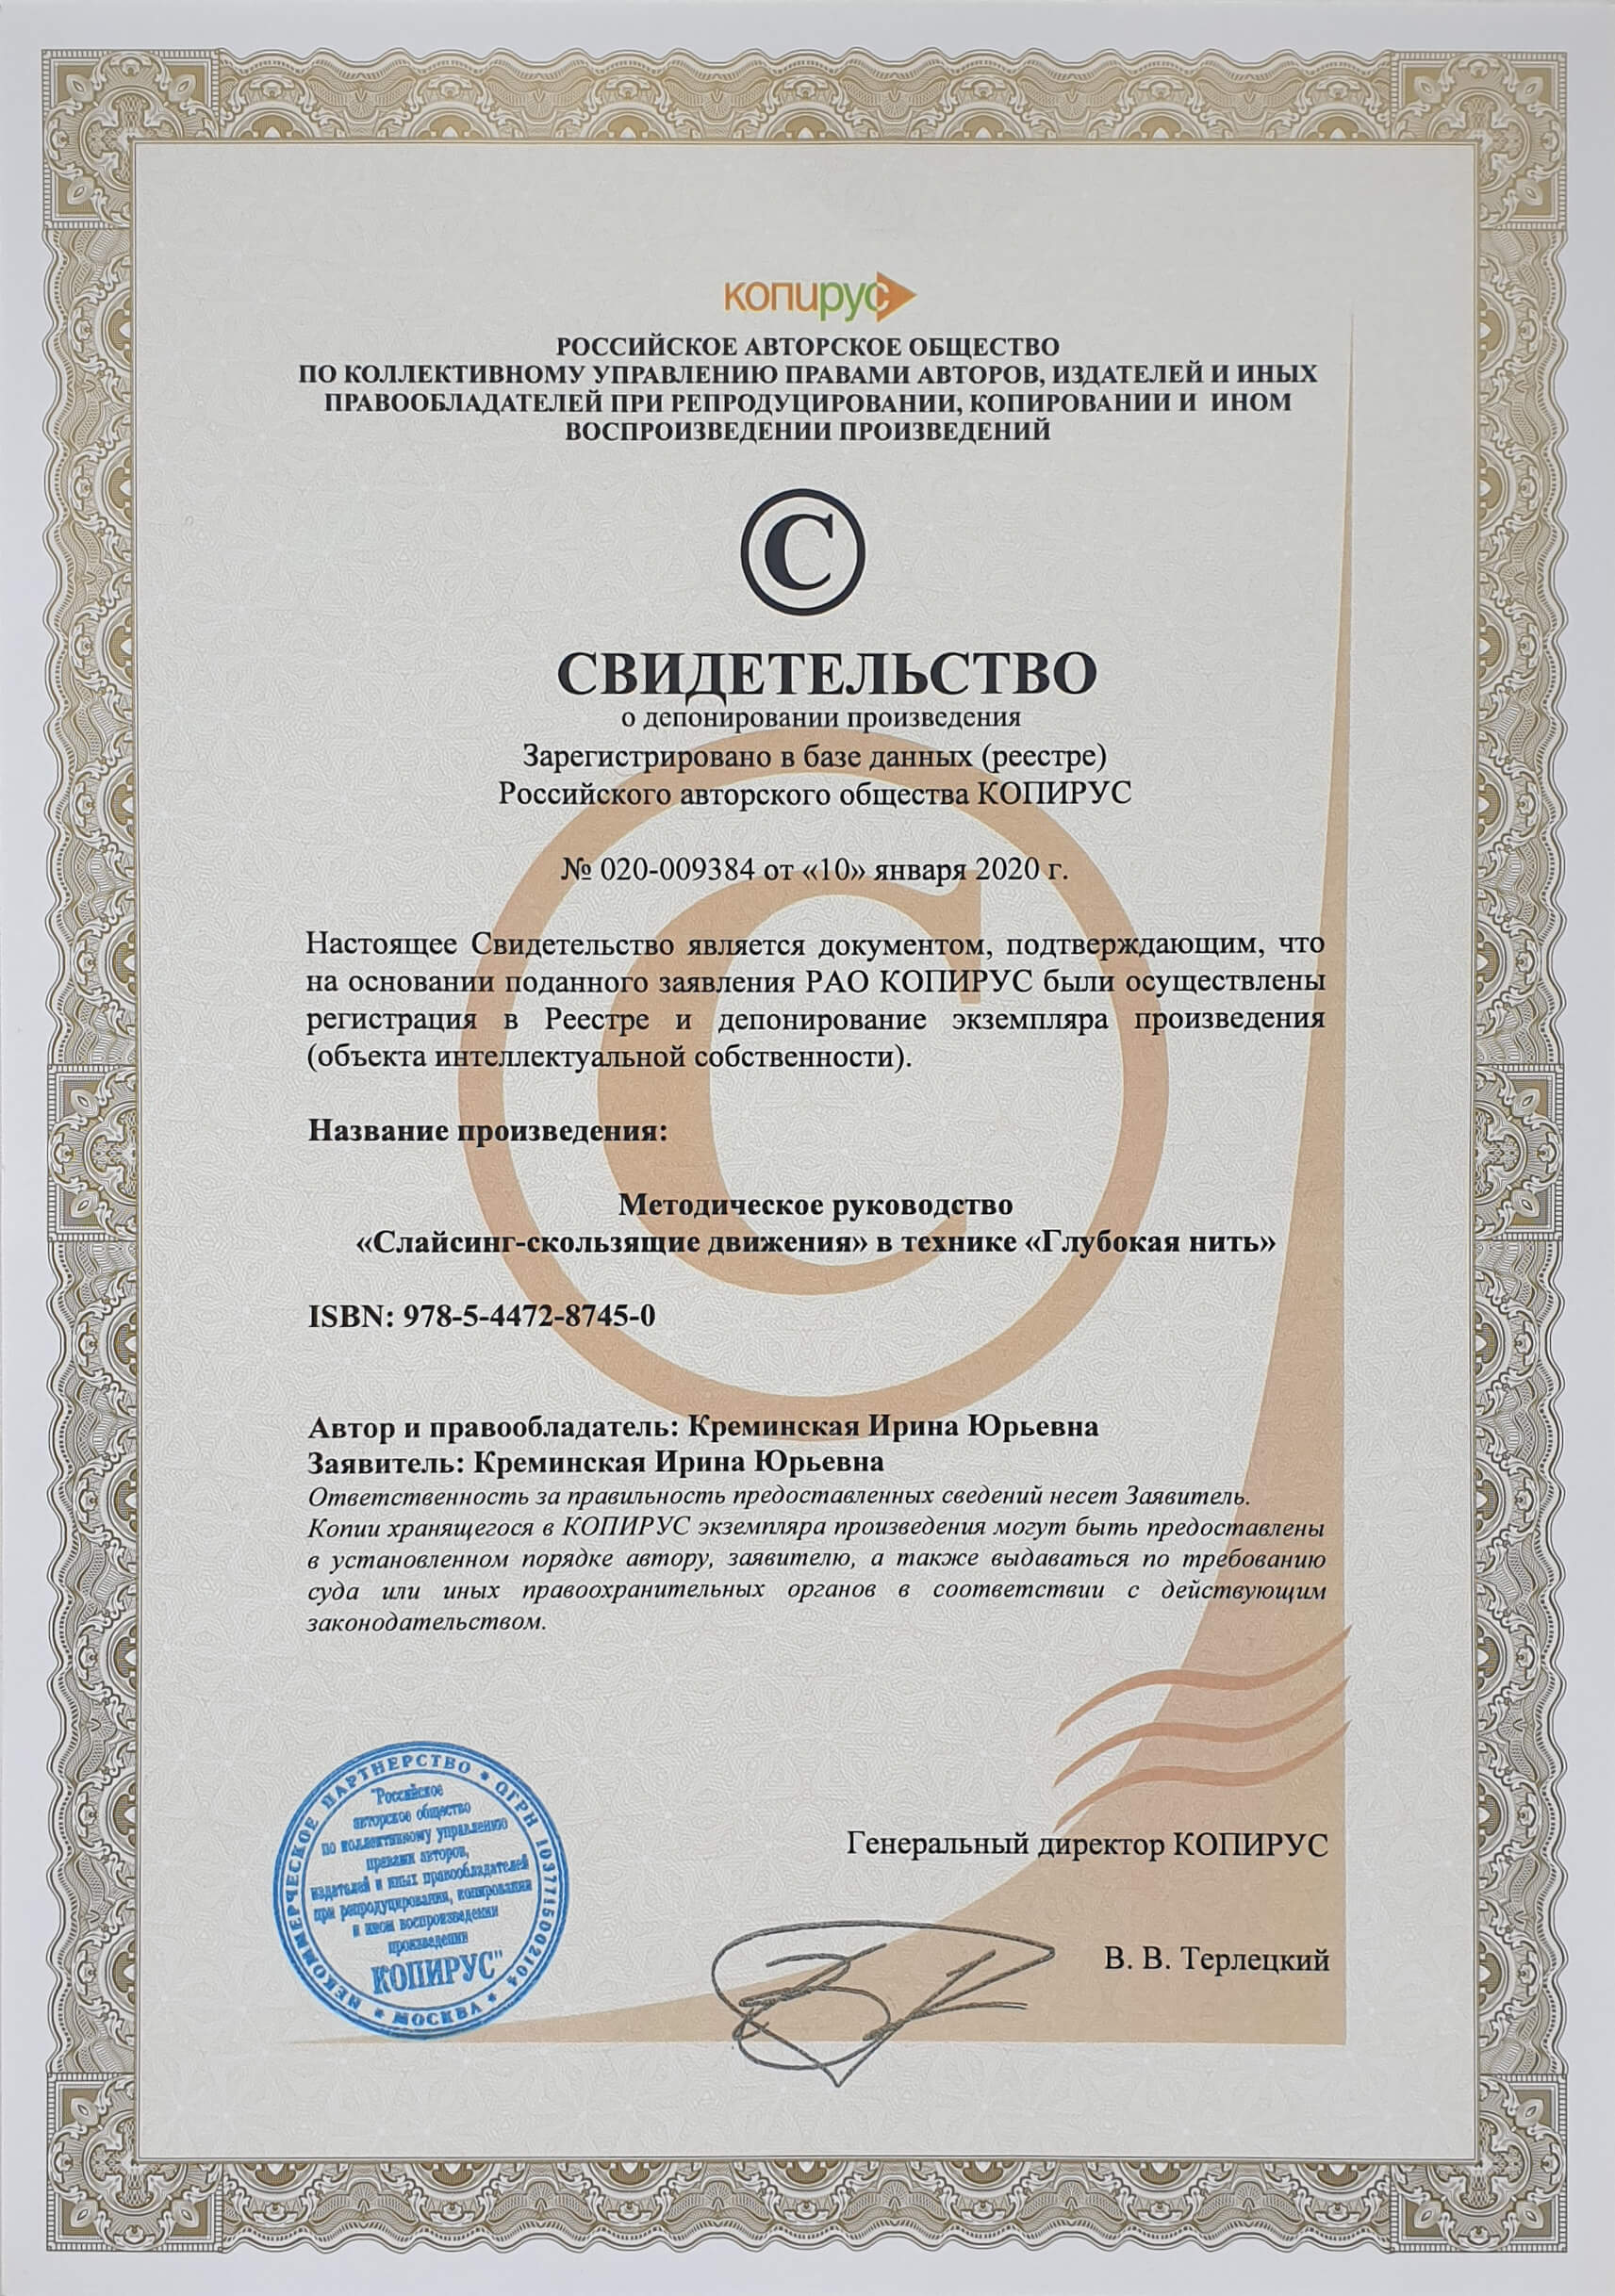 копирус
РОССИЙСКОЕ АВТОРСКОЕ ОБЩЕСТВО
ПО КОЛЛЕКТИВНОМУ УПРАВЛЕНИЮ ПРАВАМИ АВТОРОВ, ИЗДАТЕЛЕЙ И ИНЫХ
ПРАВООБЛАДАТЕЛЕЙ ПРИ РЕПРОДУЦИРОВАНИИ, КОПИРОВАНИИ И ИНОМ
ВОСПРОИЗВЕДЕНИИ ПРОИЗВЕДЕНИЙ
©
СВИДЕТЕЛЬСТВО
о депонировании произведения
Зарегистрировано в базе данных (реестре)
Российского авторского общества КОПИРУС
№ 020-009384 от «10» января 2020 г.
Настоящее Свидетельство является документом, подтверждающим, что
на основании поданного заявления РАО КОПИРУС были осуществлены
регистрация в Реестре и депонирование экземпляра произведения
(объекта интеллектуальной собственности).
Название произведения:
Методическое руководство
«Слайсинг-скользящие движения» в технике «Глубокая нить»
ISBN: 978-5-4472-8745-0
Автор и правообладатель: Креминская Ирина Юрьевна
Заявитель: Креминская Ирина Юрьевна
Ответственность за правильность предоставленных сведений несет Заявитель.
Копии хранящегося в КОПИРУС экземпляра произведения могут быть предоставлены
в установленном порядке автору, заявителю, а также выдаваться по требованию
суда или иных правоохранительных органов в соответствии с действующим
законодательством.
НЕКОММЕРЧЕСКОЕ ПАРТНЕРСТВО * ОГРН 1037715002104 * МОСКВА *
"Российское
авторское общество
по коллективному управлению
правами авторов,
издателей и иных правообладателей
при репродуцировании, копировании
и ином воспроизведении
произведений
КОПИРУС"
Генеральный директор КОПИРУС
В. В. Терлецкий